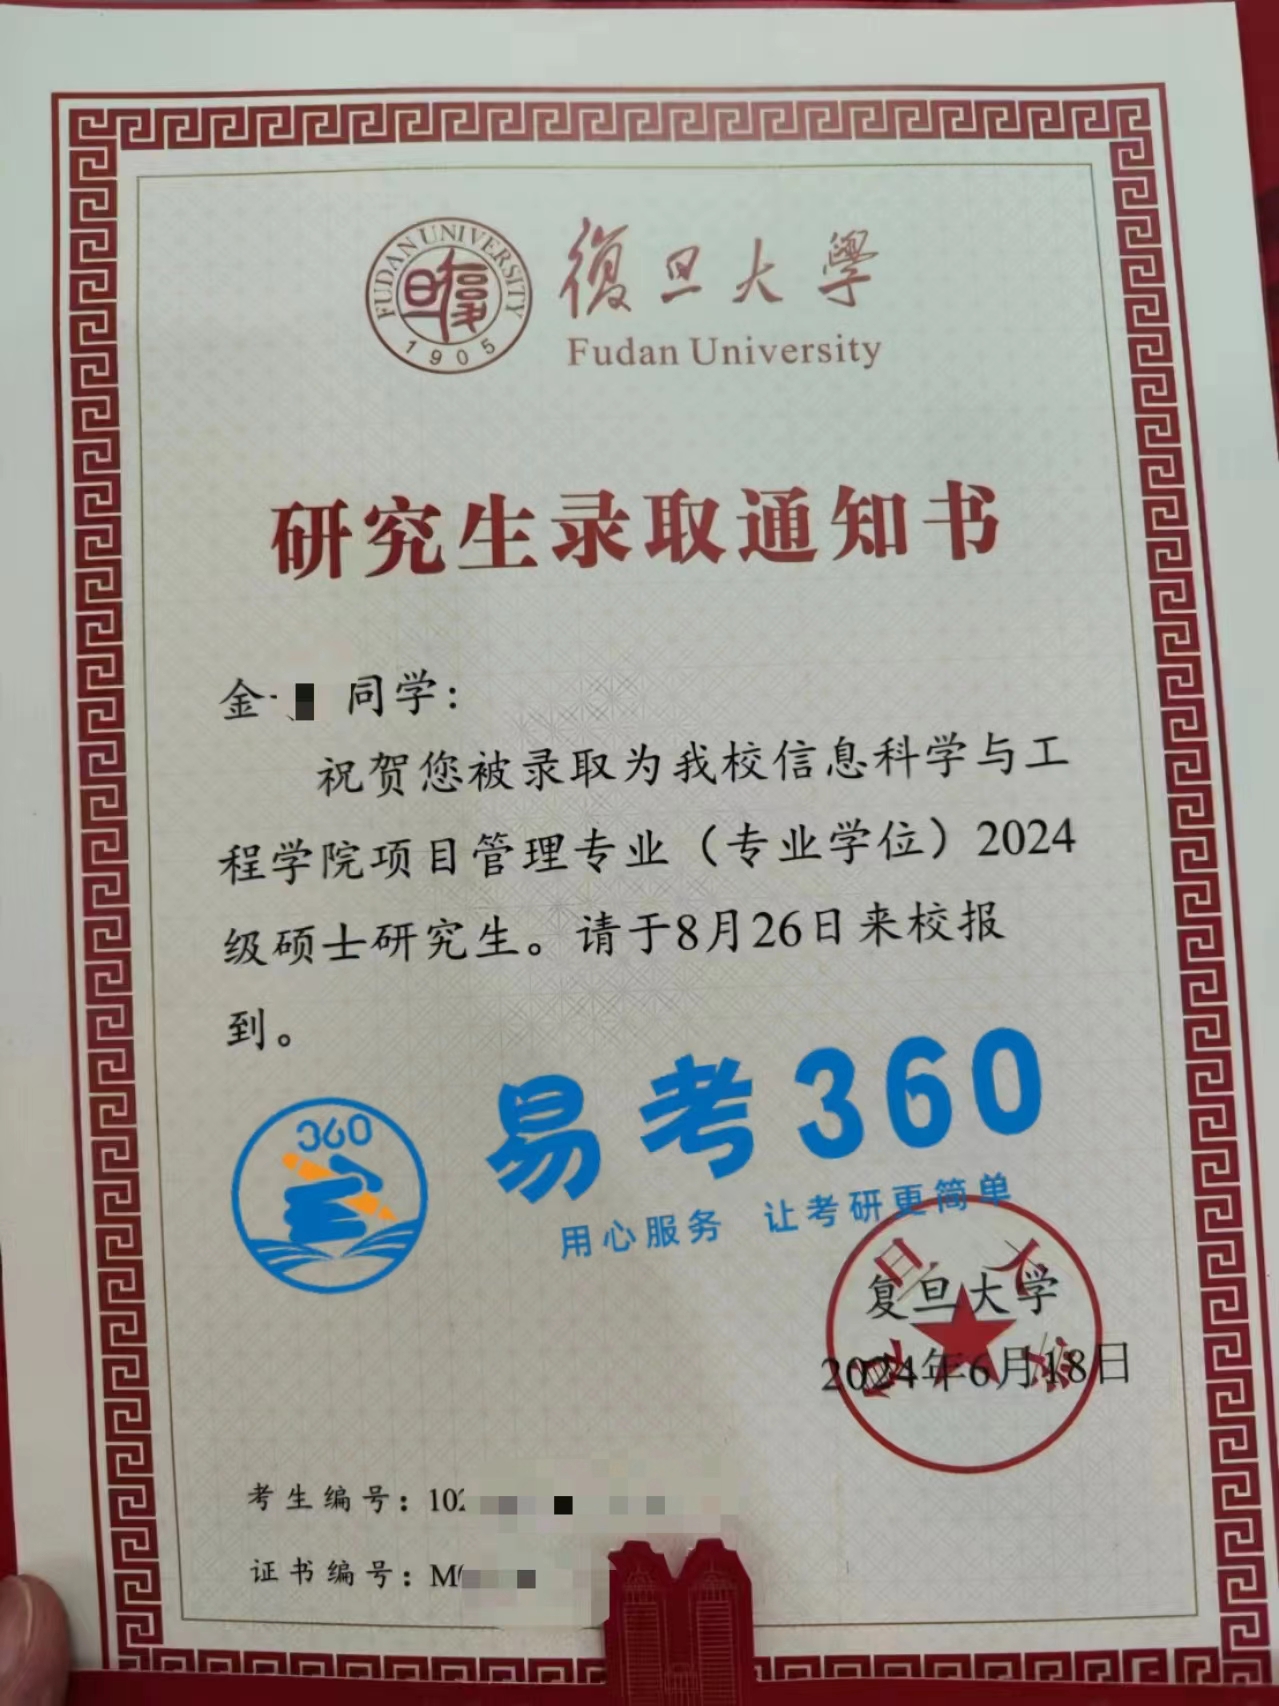 FUDAN UNIVERSITY
1905
復旦大學
Fudan University
研究生录取通知书
金 同学：
祝贺您被录取为我校信息科学与工
程学院项目管理专业（专业学位）2024
级硕士研究生。请于8月26日来校报
到。
360
易考360
用心服务 让考研更简单
复旦大学
2024年6月18日
考生编号：102
证书编号：M